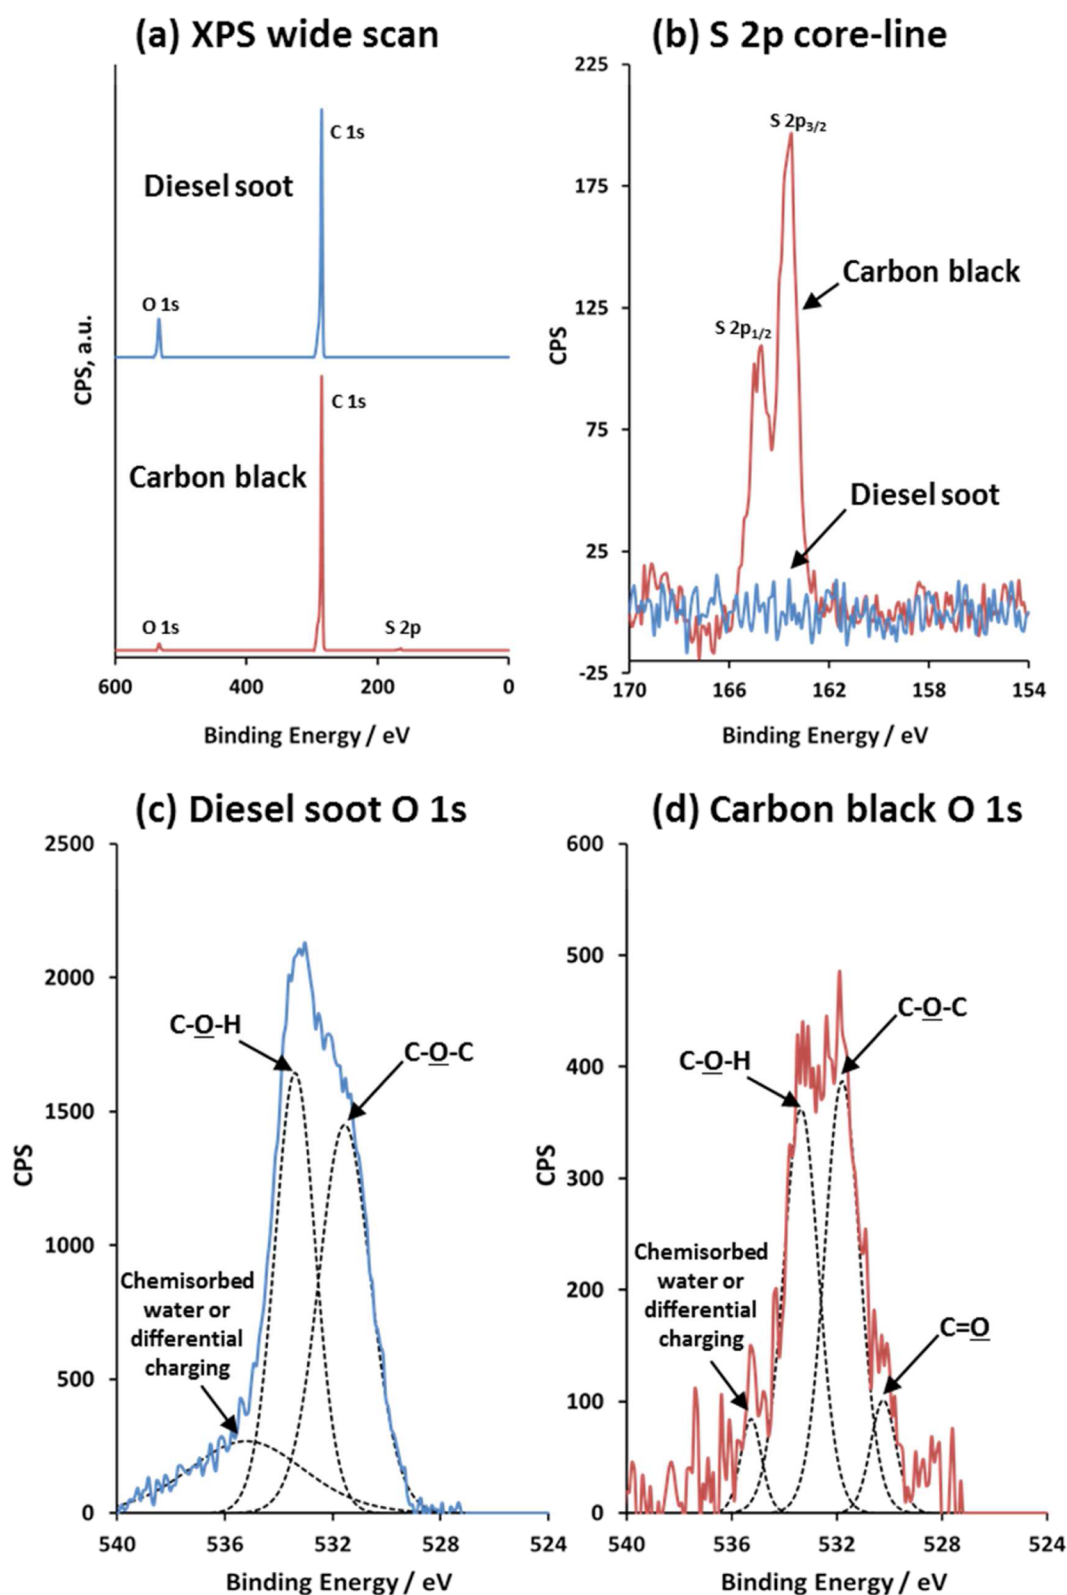 (a) XPS wide scan
C 1s
Diesel soot
O 1s
CPS, a.u.
C 1s
Carbon black
O 1s
S 2p
600
400
200
0
Binding Energy / eV
(b) S 2p core-line
225
175
125
75
25
-25
CPS
S 2p3/2
Carbon black
S 2p1/2
Diesel soot
170
166
162
158
154
Binding Energy / eV
(c) Diesel soot O 1s
2500
2000
1500
1000
500
0
CPS
C-O-H
C-O-C
Chemisorbed
water or
differential
charging
540
536
532
528
524
Binding Energy / eV
(d) Carbon black O 1s
600
500
400
300
200
100
0
CPS
C-O-C
C-O-H
Chemisorbed
water or
differential
charging
C=O
540
536
532
528
524
Binding Energy / eV